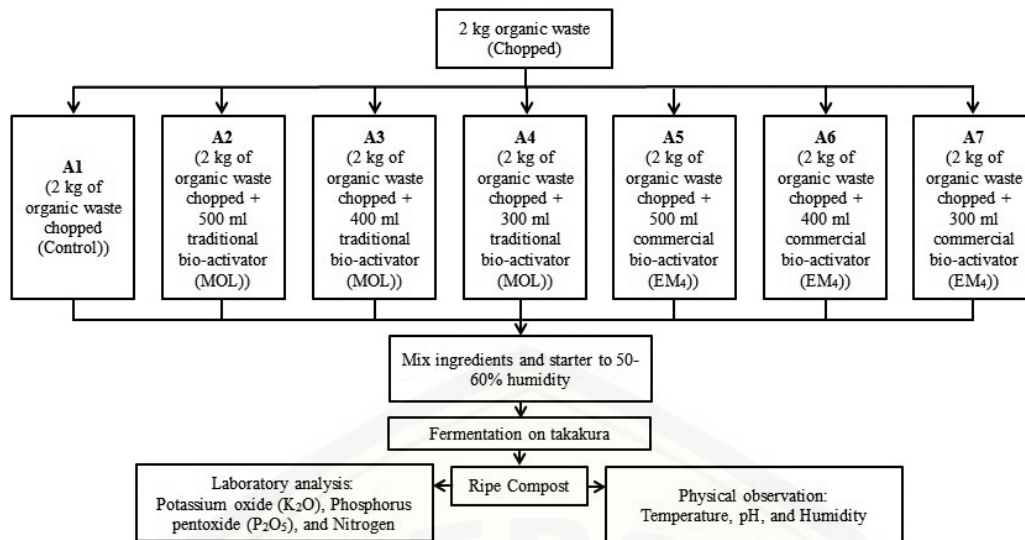 2 kg organic waste
(Chopped)
A1
(2 kg of
organic waste
chopped
(Control))
A2
(2 kg of
organic waste
chopped +
500 ml
traditional
bio-activator
(MOL))
A3
(2 kg of
organic waste
chopped +
400 ml
traditional
bio-activator
(MOL))
A4
(2 kg of
organic waste
chopped +
300 ml
traditional
bio-activator
(MOL))
A5
(2 kg of
organic waste
chopped +
500 ml
commercial
bio-activator
(EM₄))
A6
(2 kg of
organic waste
chopped +
400 ml
commercial
bio-activator
(EM₄))
A7
(2 kg of
organic waste
chopped +
300 ml
commercial
bio-activator
(EM₄))
Mix ingredients and starter to 50-
60% humidity
Fermentation on takakura
Laboratory analysis:
Potassium oxide (K₂O), Phosphorus
pentoxide (P₂O₅), and Nitrogen
Ripe Compost
Physical observation:
Temperature, pH, and Humidity